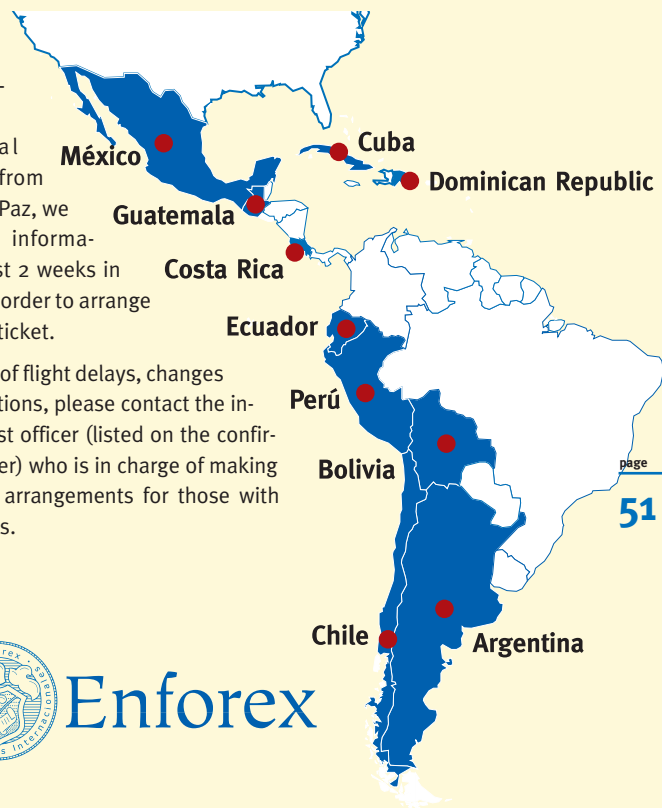 al
from
Paz, we
informa-
st 2 weeks in
order to arrange
ticket.
of flight delays, changes
tions, please contact the in-
st officer (listed on the confir-
er) who is in charge of making
arrangements for those with
s.
México
Cuba
Dominican Republic
Guatemala
Costa Rica
Ecuador
Perú
Bolivia
Chile
Argentina
page
51
Enforex